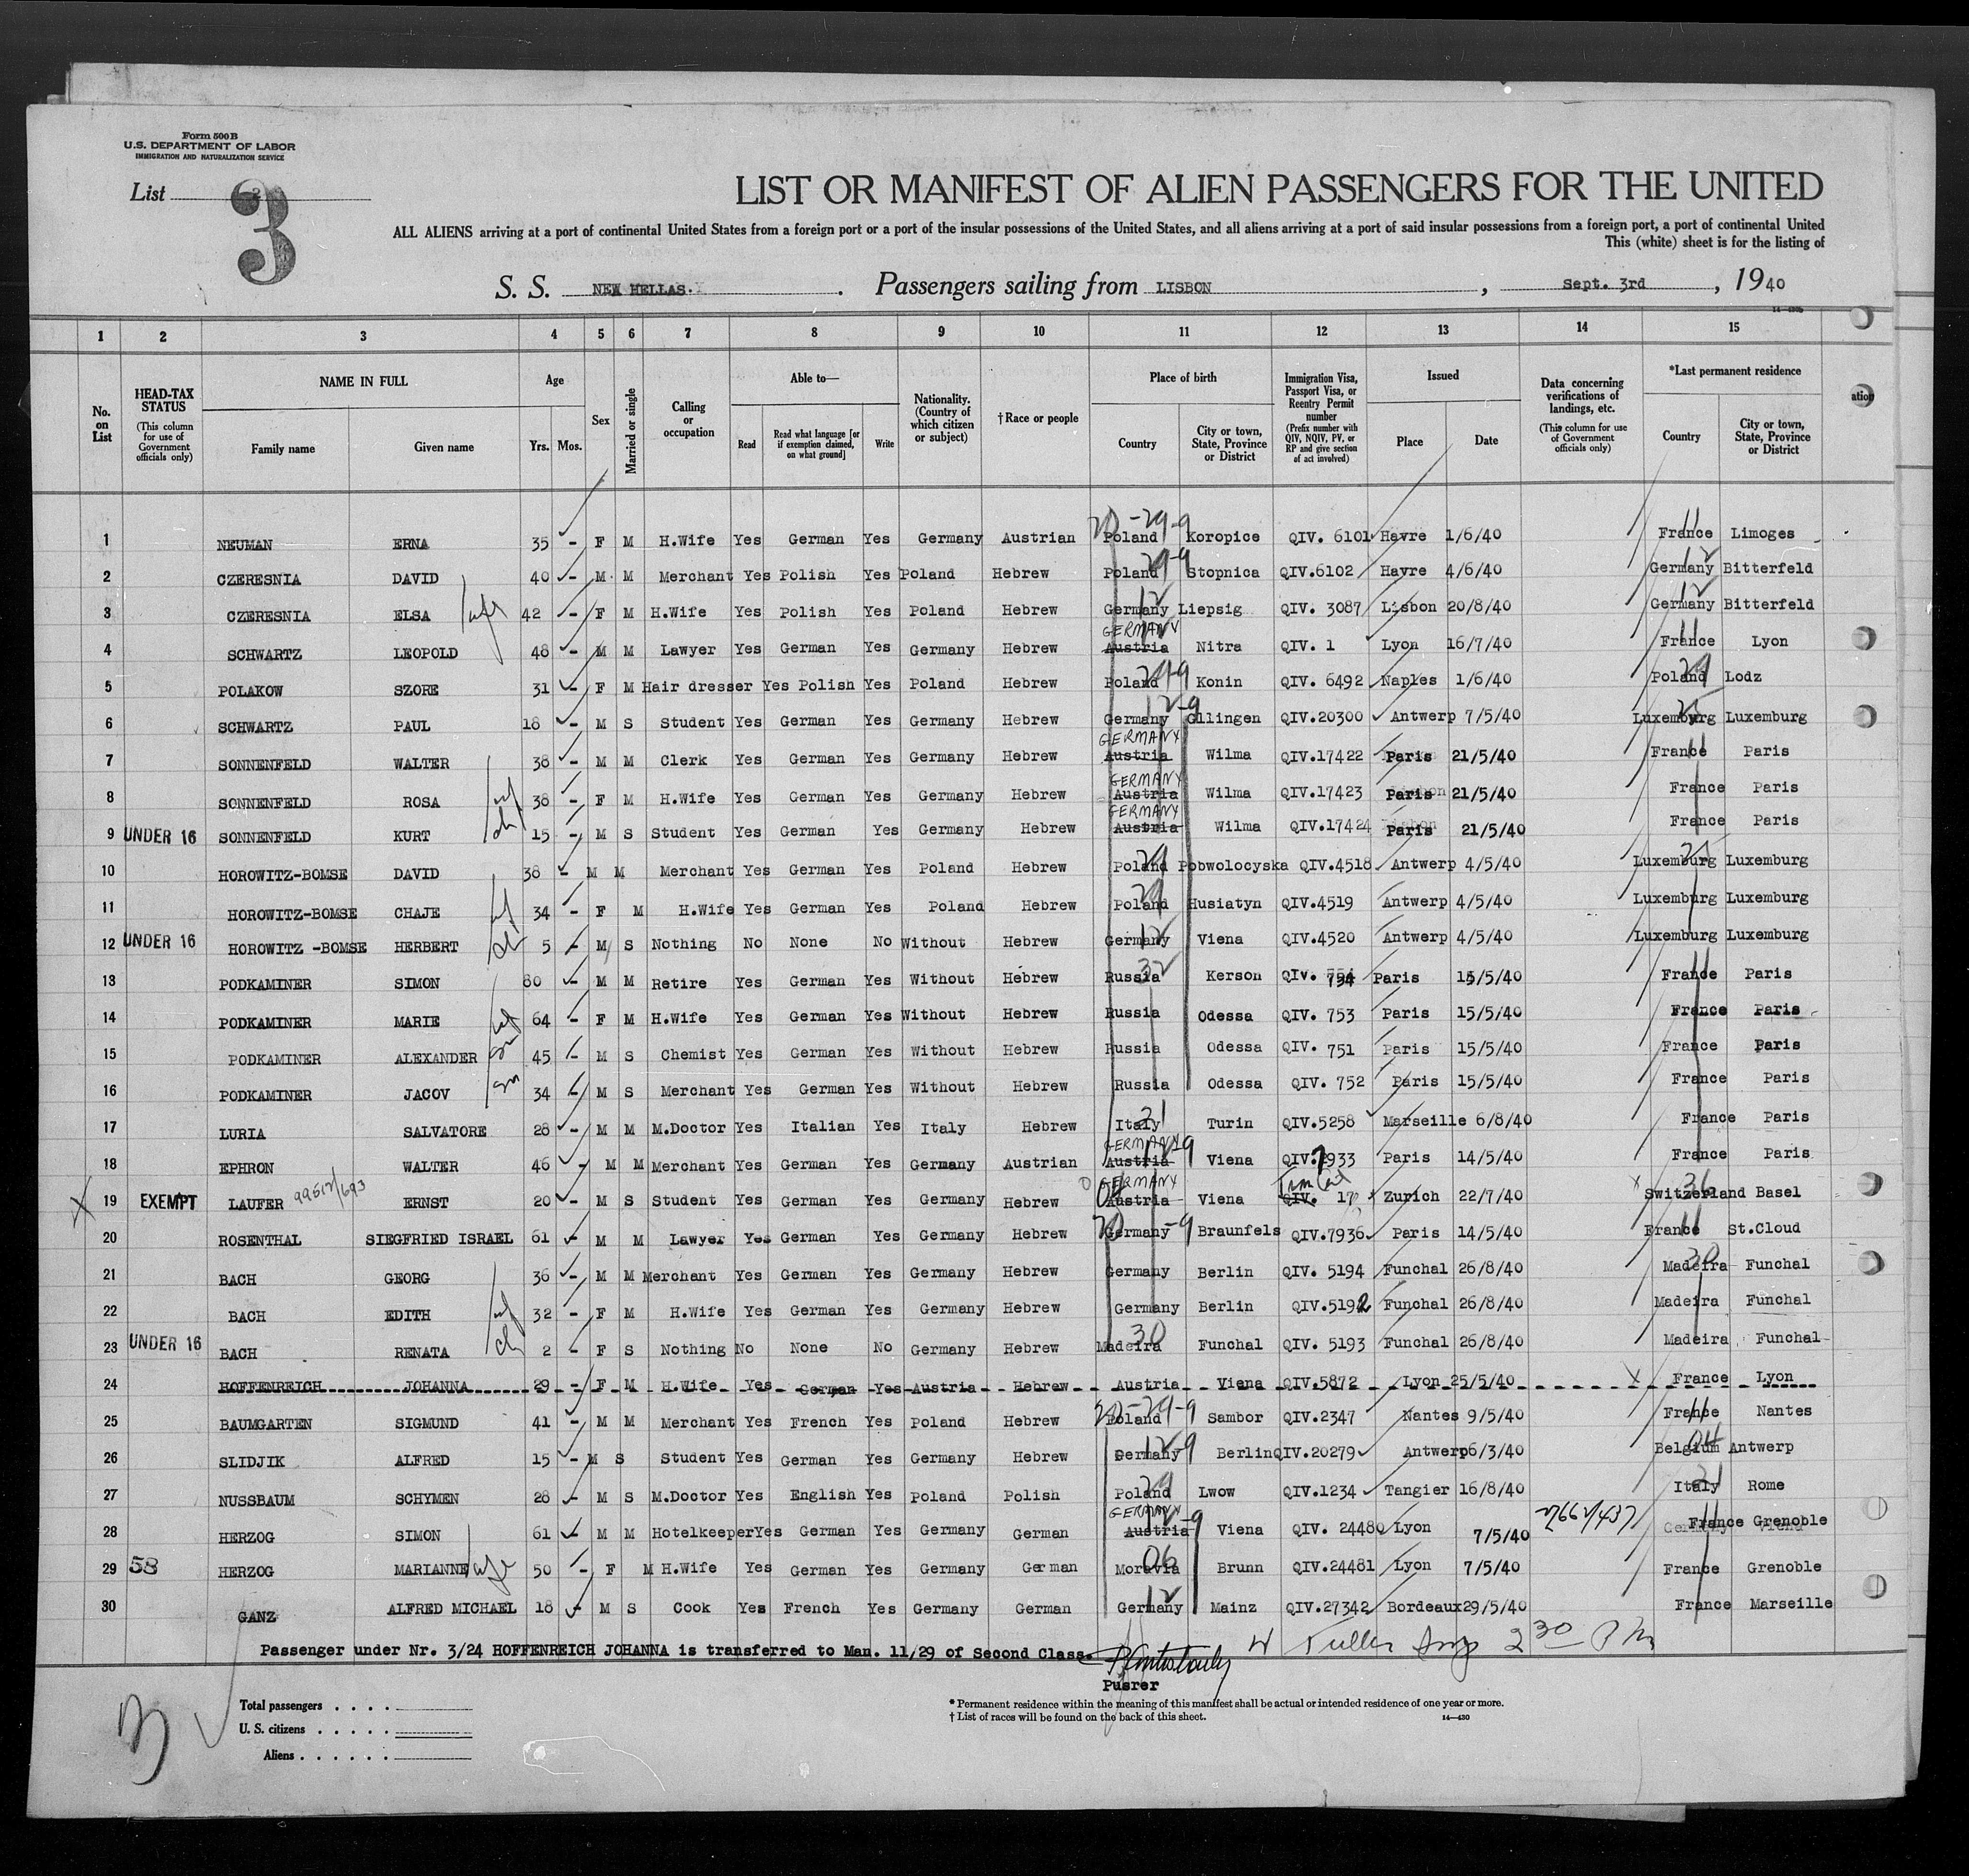 Form 500B
U.S. DEPARTMENT OF LABOR
IMMIGRATION AND NATURALIZATION SERVICE
List 2
3
LIST OR MANIFEST OF ALIEN PASSENGERS FOR THE UNITED
ALL ALIENS arriving at a port of continental United States from a foreign port or a port of the insular possessions of the United States, and all aliens arriving at a port of said insular possessions from a foreign port, a port of continental United
This (white) sheet is for the listing of
S. S. NEW HELLAS. Passengers sailing from LISBON, Sept. 3rd, 1940
1 2 3 4 5 6 7 8 9 10 11 12 13 14 15
No. on List
HEAD-TAX STATUS (This column for use of Government officials only)
NAME IN FULL
Family name Given name
Age
Yrs. Mos.
Sex
Married or single
Calling or occupation
Able to—
Read Read what language [or if exemption claimed, on what ground] Write
Nationality. (Country of which citizen or subject)
†Race or people
Place of birth
Country City or town, State, Province or District
Immigration Visa, Passport Visa, or Reentry Permit number (Prefix number with QIV, NQIV, PV, or RP and give section of act involved)
Issued
Place Date
Data concerning verifications of landings, etc. (This column for use of Government officials only)
*Last permanent residence
Country City or town, State, Province or District
ation
1 NEUMAN ERNA 35 - F M H.Wife Yes German Yes Germany Austrian Poland Koropice QIV. 6101 Havre 1/6/40 France Limoges
2 CZERESNIA DAVID 40 - M M Merchant Yes Polish Yes Poland Hebrew Poland Stopnica QIV.6102 Havre 4/6/40 Germany Bitterfeld
3 CZERESNIA ELSA wife 42 - F M H.Wife Yes Polish Yes Poland Hebrew Germany Liepsig QIV. 3087 Lisbon 20/8/40 Germany Bitterfeld
4 SCHWARTZ LEOPOLD 48 - M M Lawyer Yes German Yes Germany Hebrew Austria GERMANY Nitra QIV. 1 Lyon 16/7/40 France Lyon
5 POLAKOW SZORE 31 - F M Hair dresser Yes Polish Yes Poland Hebrew Poland Konin QIV. 6492 Naples 1/6/40 Poland Lodz
6 SCHWARTZ PAUL 18 - M S Student Yes German Yes Germany Hebrew Germany Gllingen QIV.20300 Antwerp 7/5/40 Luxemburg Luxemburg
7 SONNENFELD WALTER 38 - M M Clerk Yes German Yes Germany Hebrew Austria GERMANY Wilma QIV.17422 Paris 21/5/40 France Paris
8 SONNENFELD ROSA wf 38 - F M H.Wife Yes German Yes Germany Hebrew Austria GERMANY Wilma QIV.17423 Paris 21/5/40 France Paris
9 UNDER 16 SONNENFELD KURT ch 15 - M S Student Yes German Yes Germany Hebrew Austria GERMANY Wilma QIV.17424 Paris 21/5/40 France Paris
10 HOROWITZ-BOMSE DAVID 38 - M M Merchant Yes German Yes Poland Hebrew Poland Pobwolocyska QIV.4518 Antwerp 4/5/40 Luxemburg Luxemburg
11 HOROWITZ-BOMSE CHAJE wf 34 - F M H.Wife Yes German Yes Poland Hebrew Poland Husiatyn QIV.4519 Antwerp 4/5/40 Luxemburg Luxemburg
12 UNDER 16 HOROWITZ -BOMSE HERBERT ch 5 - M S Nothing No None No Without Hebrew Germany Viena QIV.4520 Antwerp 4/5/40 Luxemburg Luxemburg
13 PODKAMINER SIMON 80 - M M Retire Yes German Yes Without Hebrew Russia Kerson QIV. 754 Paris 15/5/40 France Paris
14 PODKAMINER MARIE wf 64 - F M H.Wife Yes German Yes Without Hebrew Russia Odessa QIV. 753 Paris 15/5/40 France Paris
15 PODKAMINER ALEXANDER sn 45 - M S Chemist Yes German Yes Without Hebrew Russia Odessa QIV. 751 Paris 15/5/40 France Paris
16 PODKAMINER JACOV sn 34 - M S Merchant Yes German Yes Without Hebrew Russia Odessa QIV. 752 Paris 15/5/40 France Paris
17 LURIA SALVATORE 28 - M M M.Doctor Yes Italian Yes Italy Hebrew Italy Turin QIV.5258 Marseille 6/8/40 France Paris
18 EPHRON WALTER 46 - M M Merchant Yes German Yes Germany Austrian Austria GERMANY Viena QIV.7933 Paris 14/5/40 France Paris
19 EXEMPT LAUFER ERNST 20 - M S Student Yes German Yes Germany Hebrew Austria GERMANY Viena QIV. 17 Zurich 22/7/40 Switzerland Basel
20 ROSENTHAL SIEGFRIED ISRAEL 61 - M M Lawyer Yes German Yes Germany Hebrew Germany Braunfels QIV.7936 Paris 14/5/40 France St.Cloud
21 BACH GEORG 36 - M M Merchant Yes German Yes Germany Hebrew Germany Berlin QIV. 5194 Funchal 26/8/40 Madeira Funchal
22 BACH EDITH wf 32 - F M H.Wife Yes German Yes Germany Hebrew Germany Berlin QIV.5192 Funchal 26/8/40 Madeira Funchal
23 UNDER 16 BACH RENATA ch 2 - F S Nothing No None No Germany Hebrew Madeira Funchal QIV. 5193 Funchal 26/8/40 Madeira Funchal
24 HOFFENREICH JOHANNA 29 - F M H.Wife Yes German Yes Austria Hebrew Austria Viena QIV.5872 Lyon 25/5/40 France Lyon
25 BAUMGARTEN SIGMUND 41 - M M Merchant Yes French Yes Poland Hebrew Poland Sambor QIV.2347 Nantes 9/5/40 France Nantes
26 SLIDJIK ALFRED 15 - M S Student Yes German Yes Germany Hebrew Germany Berlin QIV.20279 Antwerp 6/3/40 Belgium Antwerp
27 NUSSBAUM SCHYMEN 28 - M S M.Doctor Yes English Yes Poland Polish Poland Lwow QIV.1234 Tangier 16/8/40 Italy Rome
28 HERZOG SIMON 61 - M M Hotelkeeper Yes German Yes Germany German Austria GERMANY Viena QIV. 24480 Lyon 7/5/40 France Grenoble
29 58 HERZOG MARIANNE wife 50 - F M H.Wife Yes German Yes Germany German Moravia Brunn QIV.24481 Lyon 7/5/40 France Grenoble
30 GANZ ALFRED MICHAEL 18 - M S Cook Yes French Yes Germany German Germany Mainz QIV.27342 Bordeaux 29/5/40 France Marseille
Passenger under Nr. 3/24 HOFFENREICH JOHANNA is transferred to Man. 11/29 of Second Class.
Pusrer
Total passengers . . . .
U. S. citizens . . . . .
Aliens . . . . . .
* Permanent residence within the meaning of this manifest shall be actual or intended residence of one year or more.
† List of races will be found on the back of this sheet.
14—430